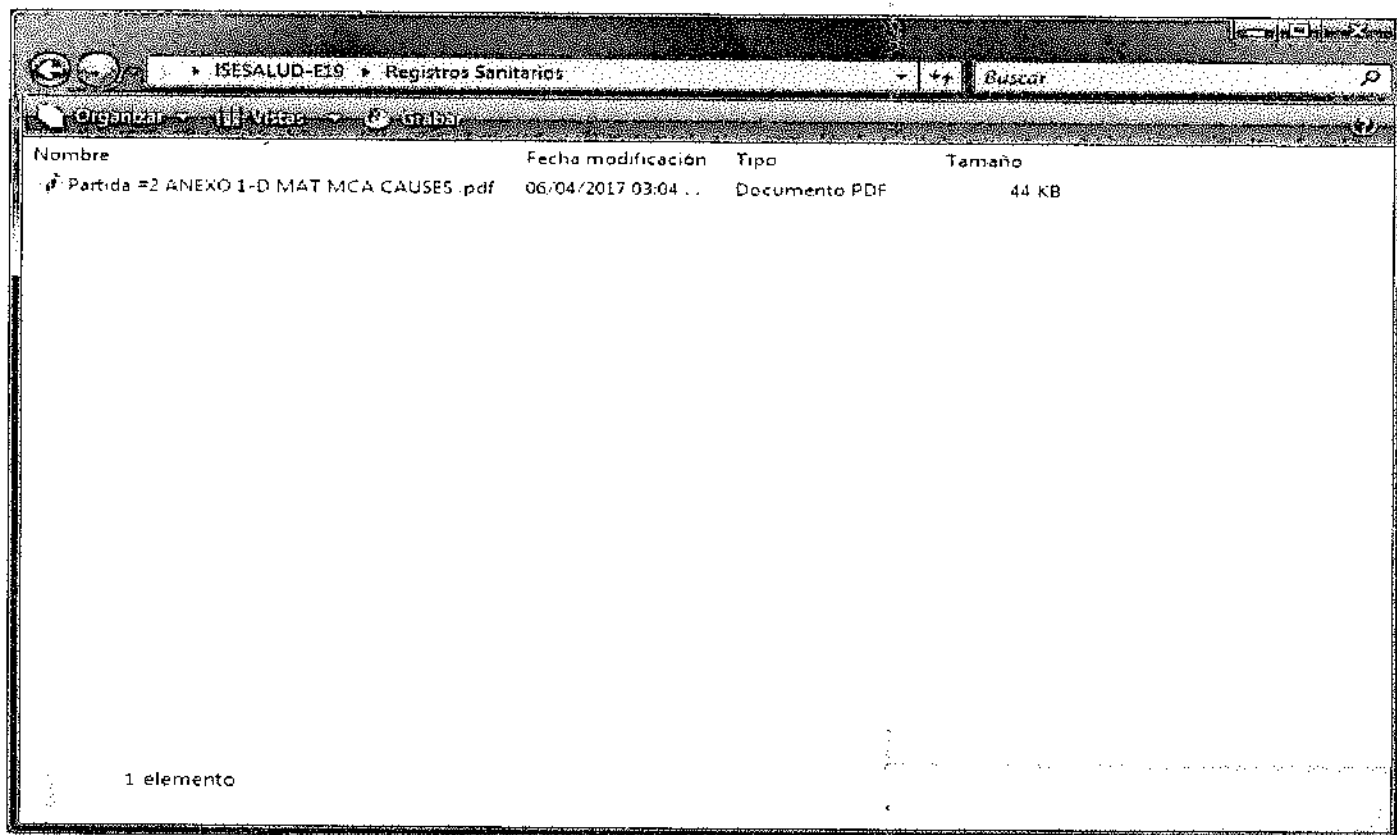 ISESALUD-E19 ▸ Registros Sanitarios Buscar
Organizar Vistas Grabar
Nombre Fecha modificación Tipo Tamaño
Partida #2 ANEXO 1-D MAT MCA CAUSES .pdf 06/04/2017 03:04 ... Documento PDF 44 KB
1 elemento